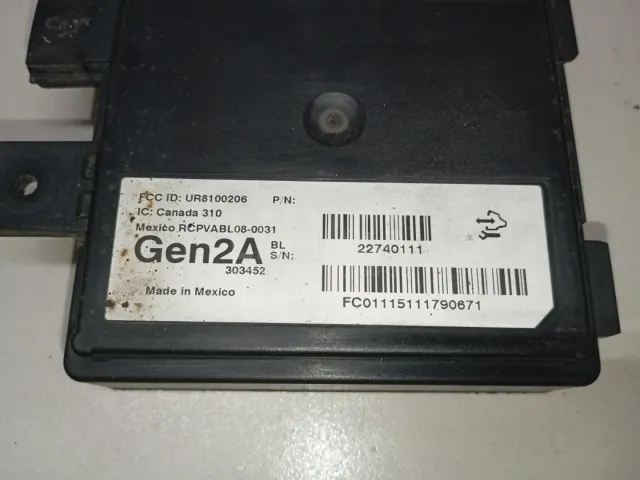 FCC ID: UR8100206 P/N:
IC: Canada 310
Mexico RCPVABL08-0031
Gen2A BL
S/N:
303452
Made in Mexico
22740111
FC01115111790671